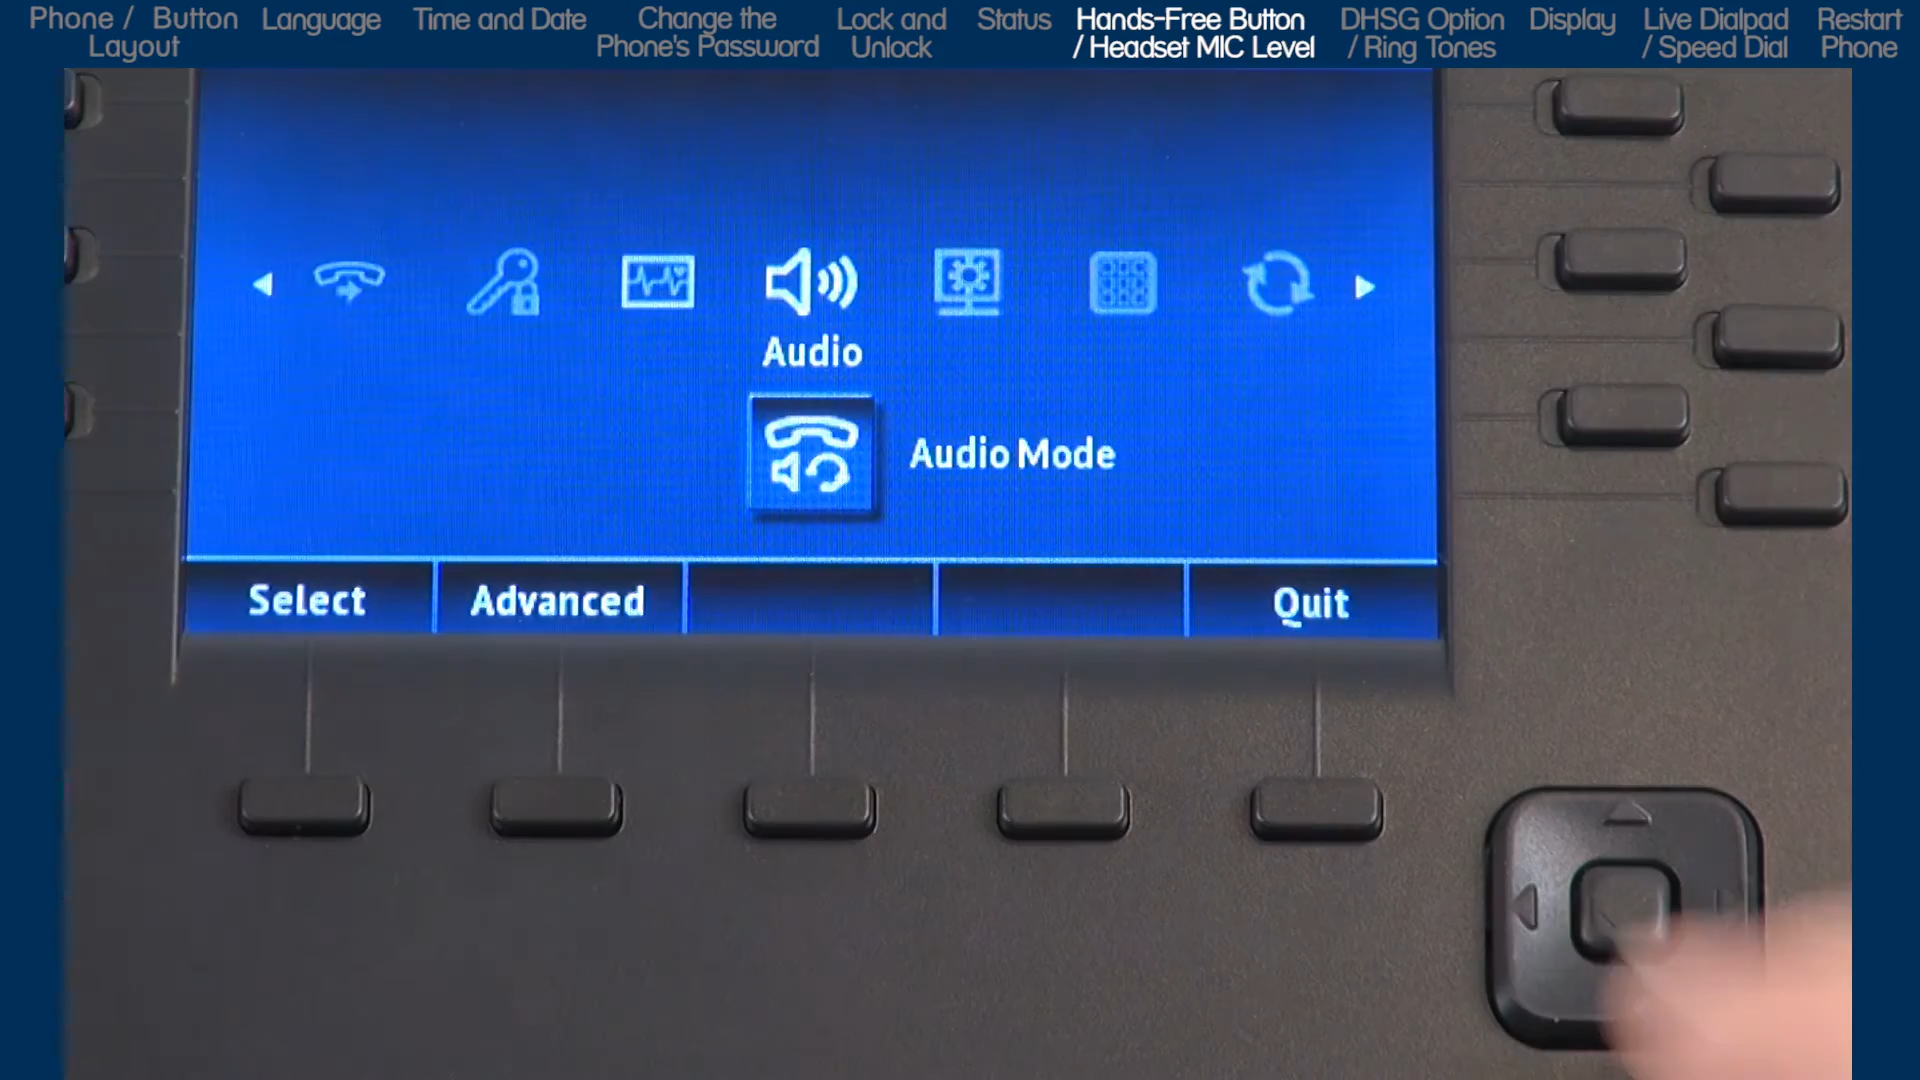 Phone / Button
Layout
Language
Time and Date
Change the
Phone's Password
Lock and
Unlock
Status
Hands-Free Button
/ Headset MIC Level
DHSG Option
/ Ring Tones
Display
Live Dialpad
/ Speed Dial
Restart
Phone
Audio
Audio Mode
Select
Advanced
Quit